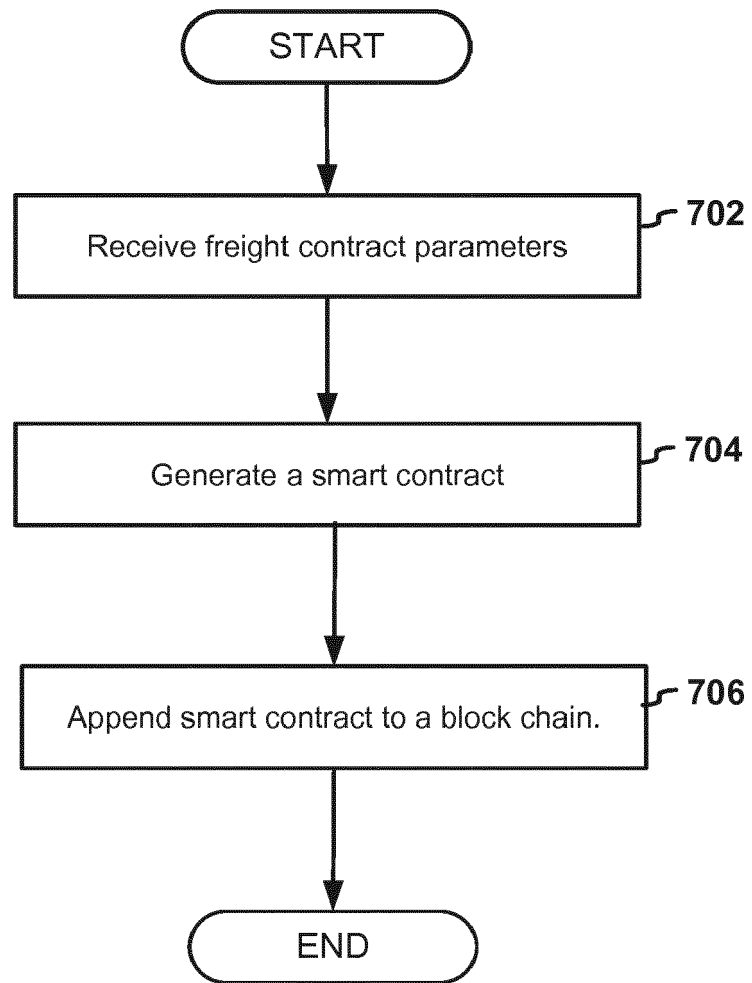 START
702
Receive freight contract parameters
704
Generate a smart contract
706
Append smart contract to a block chain.
END